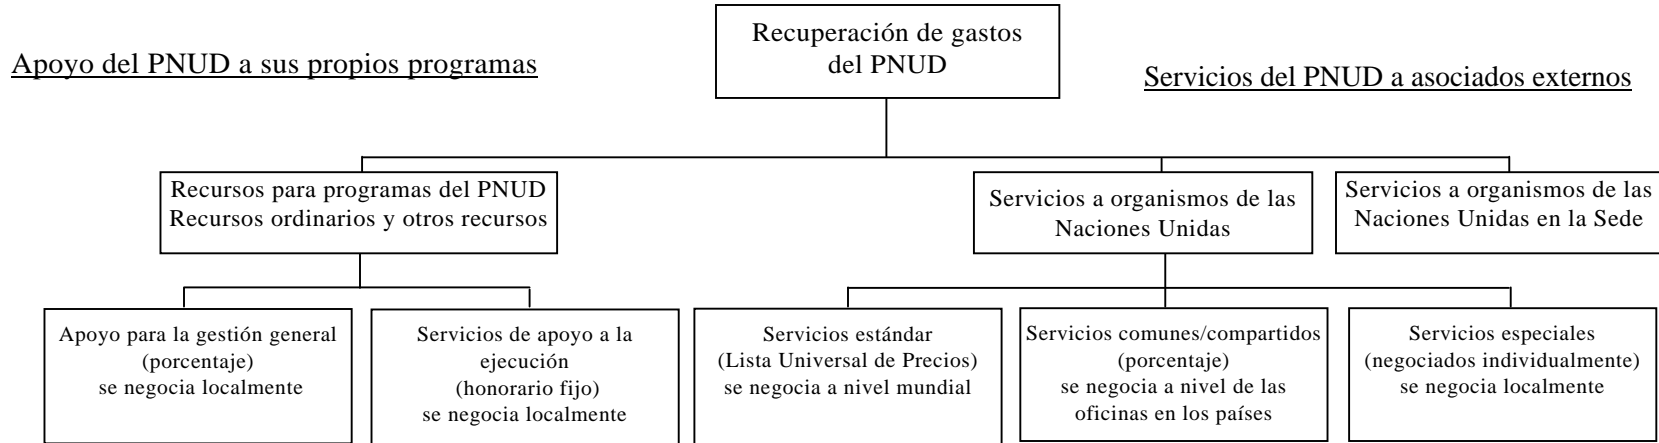 Recuperación de gastos
del PNUD
Apoyo del PNUD a sus propios programas
Servicios del PNUD a asociados externos
Recursos para programas del PNUD
Recursos ordinarios y otros recursos
Servicios a organismos de las
Naciones Unidas
Servicios a organismos de las
Naciones Unidas en la Sede
Apoyo para la gestión general
(porcentaje)
se negocia localmente
Servicios de apoyo a la
ejecución
(honorario fijo)
se negocia localmente
Servicios estándar
(Lista Universal de Precios)
se negocia a nivel mundial
Servicios comunes/compartidos
(porcentaje)
se negocia a nivel de las
oficinas en los países
Servicios especiales
(negociados individualmente)
se negocia localmente